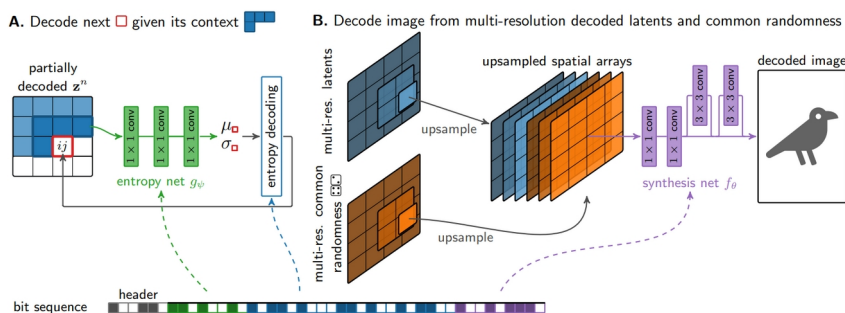 A. Decode next given its context
B. Decode image from multi-resolution decoded latents and common randomness
partially
decoded zⁿ
ij
1 × 1 conv
1 × 1 conv
1 × 1 conv
entropy net gψ
μ
σ
entropy decoding
multi-res. latents
upsample
multi-res. common
randomness
upsample
upsampled spatial arrays
1 × 1 conv
1 × 1 conv
3 × 3 conv
3 × 3 conv
synthesis net fθ
decoded image
header
bit sequence